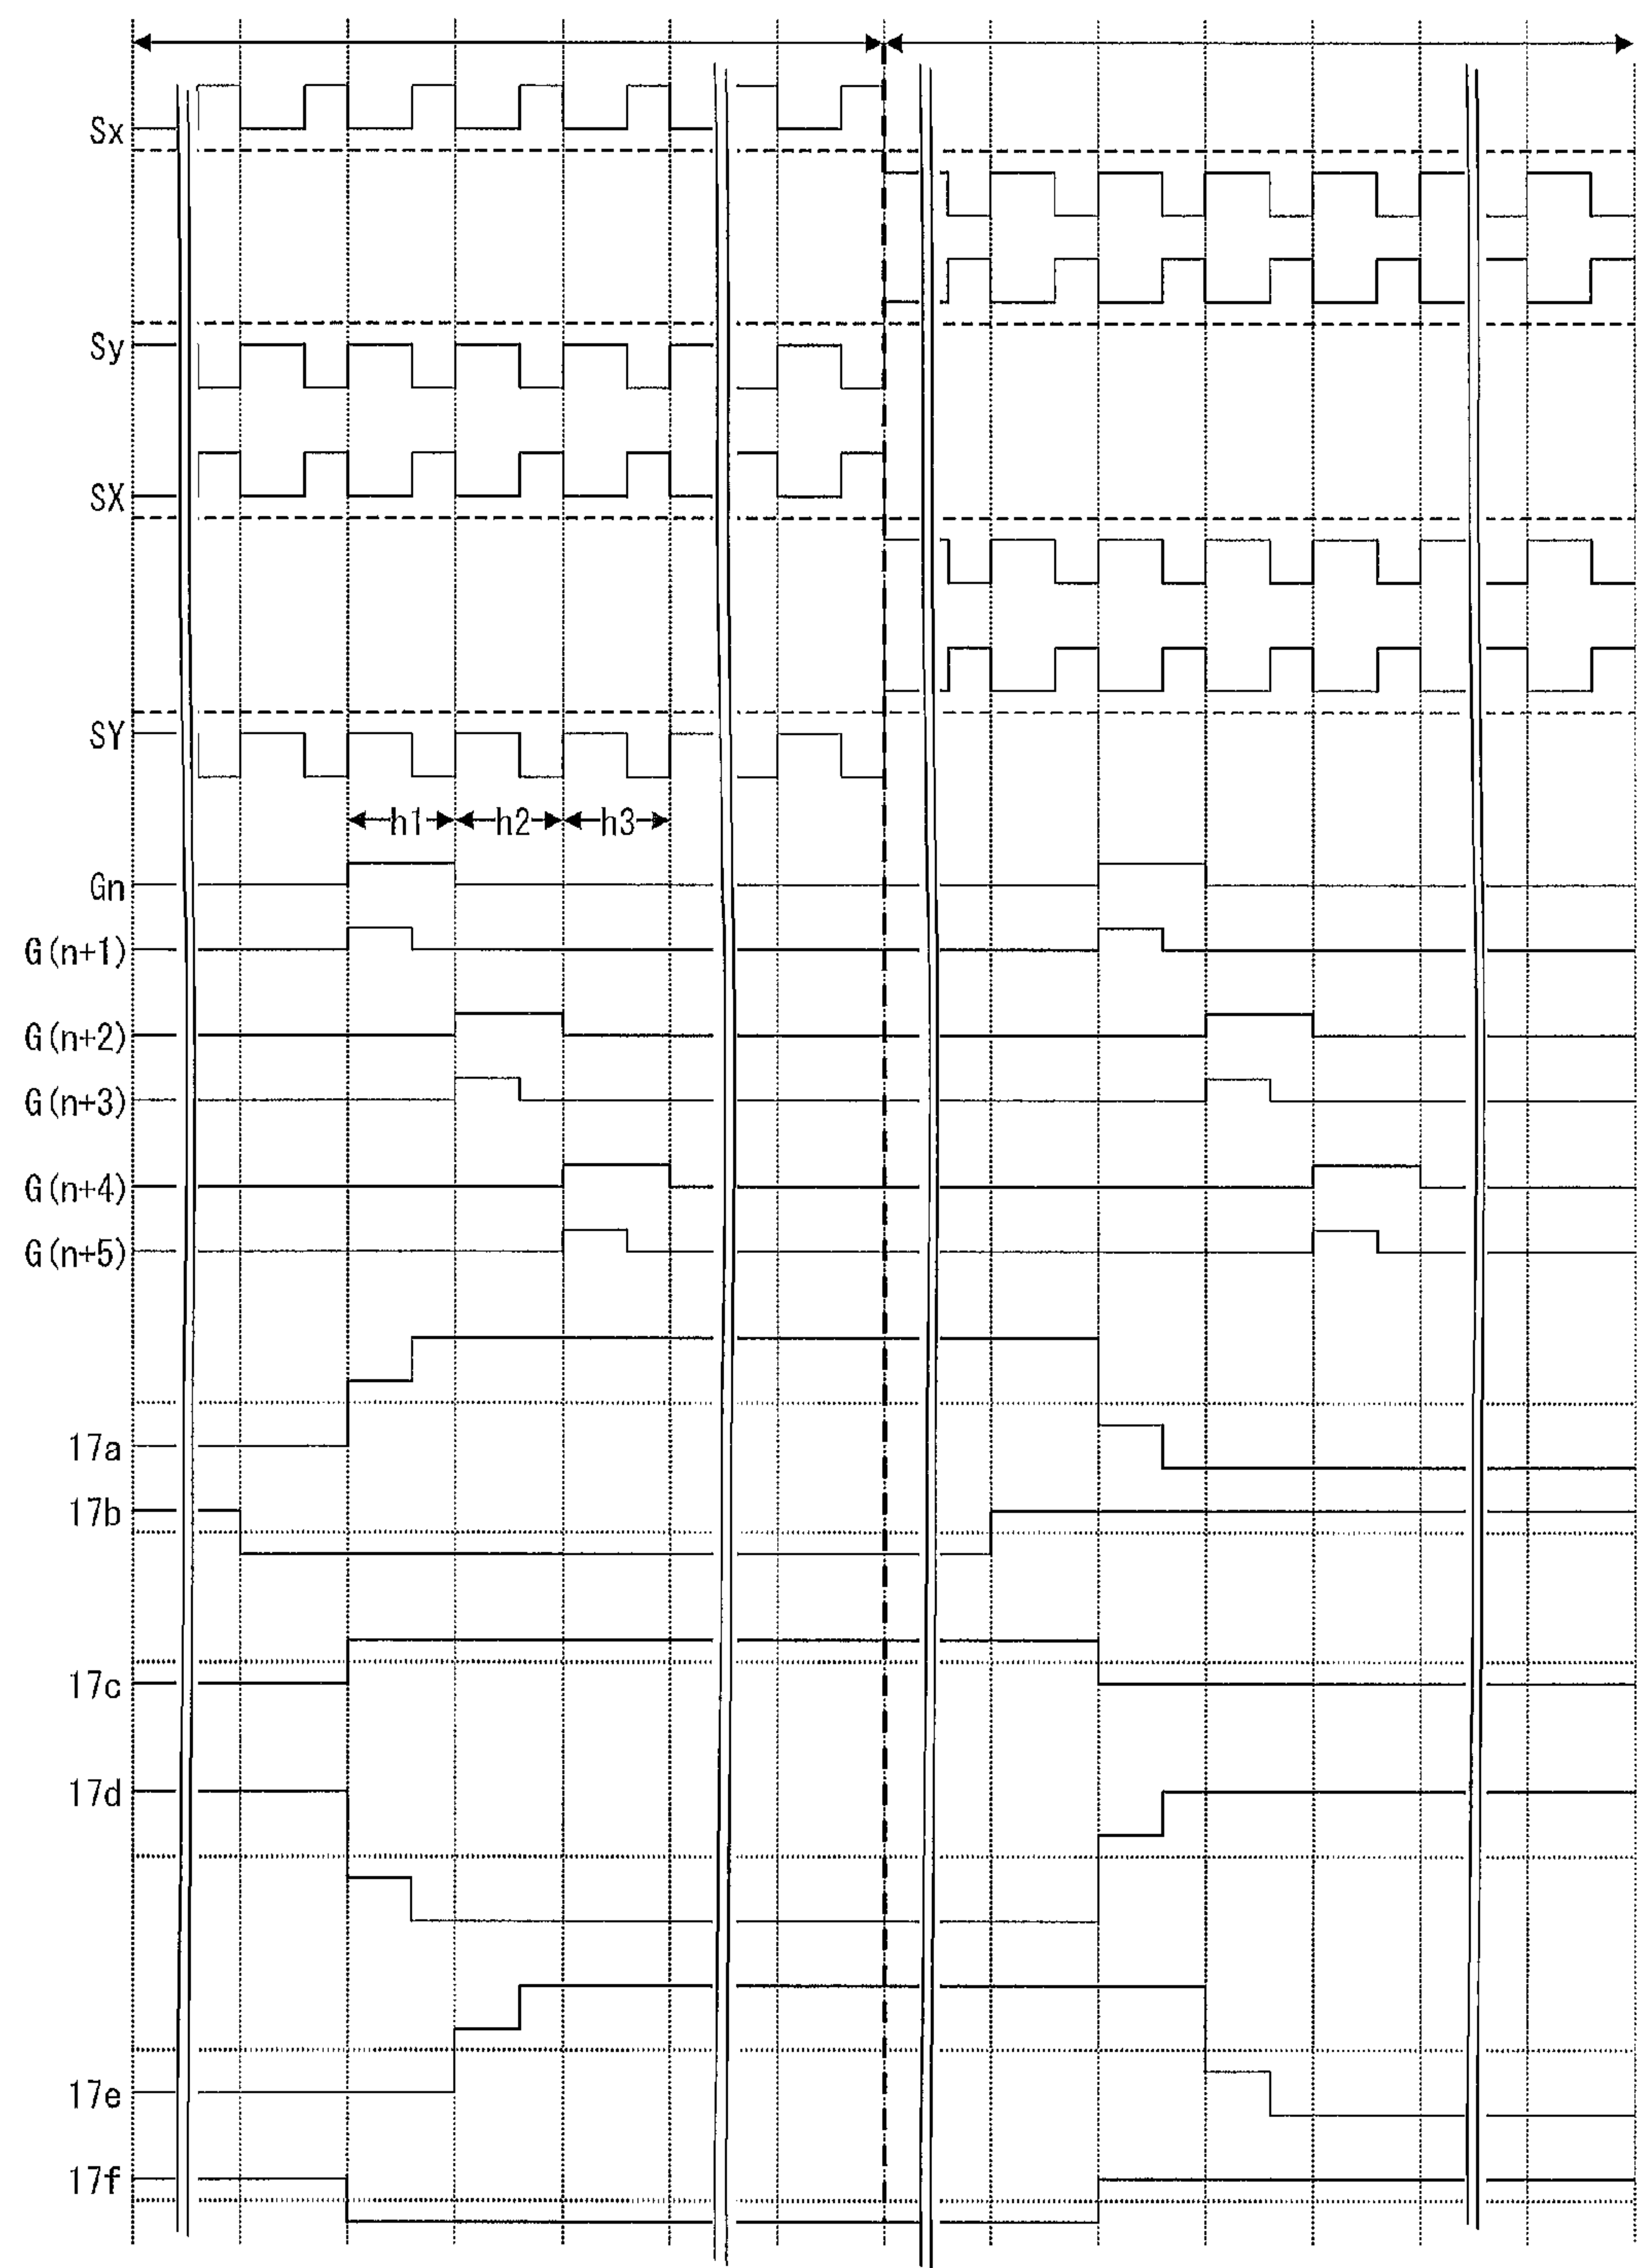 Sx
Sy
SX
SY
h1 h2 h3
Gn
G(n+1)
G(n+2)
G(n+3)
G(n+4)
G(n+5)
17a
17b
17c
17d
17e
17f